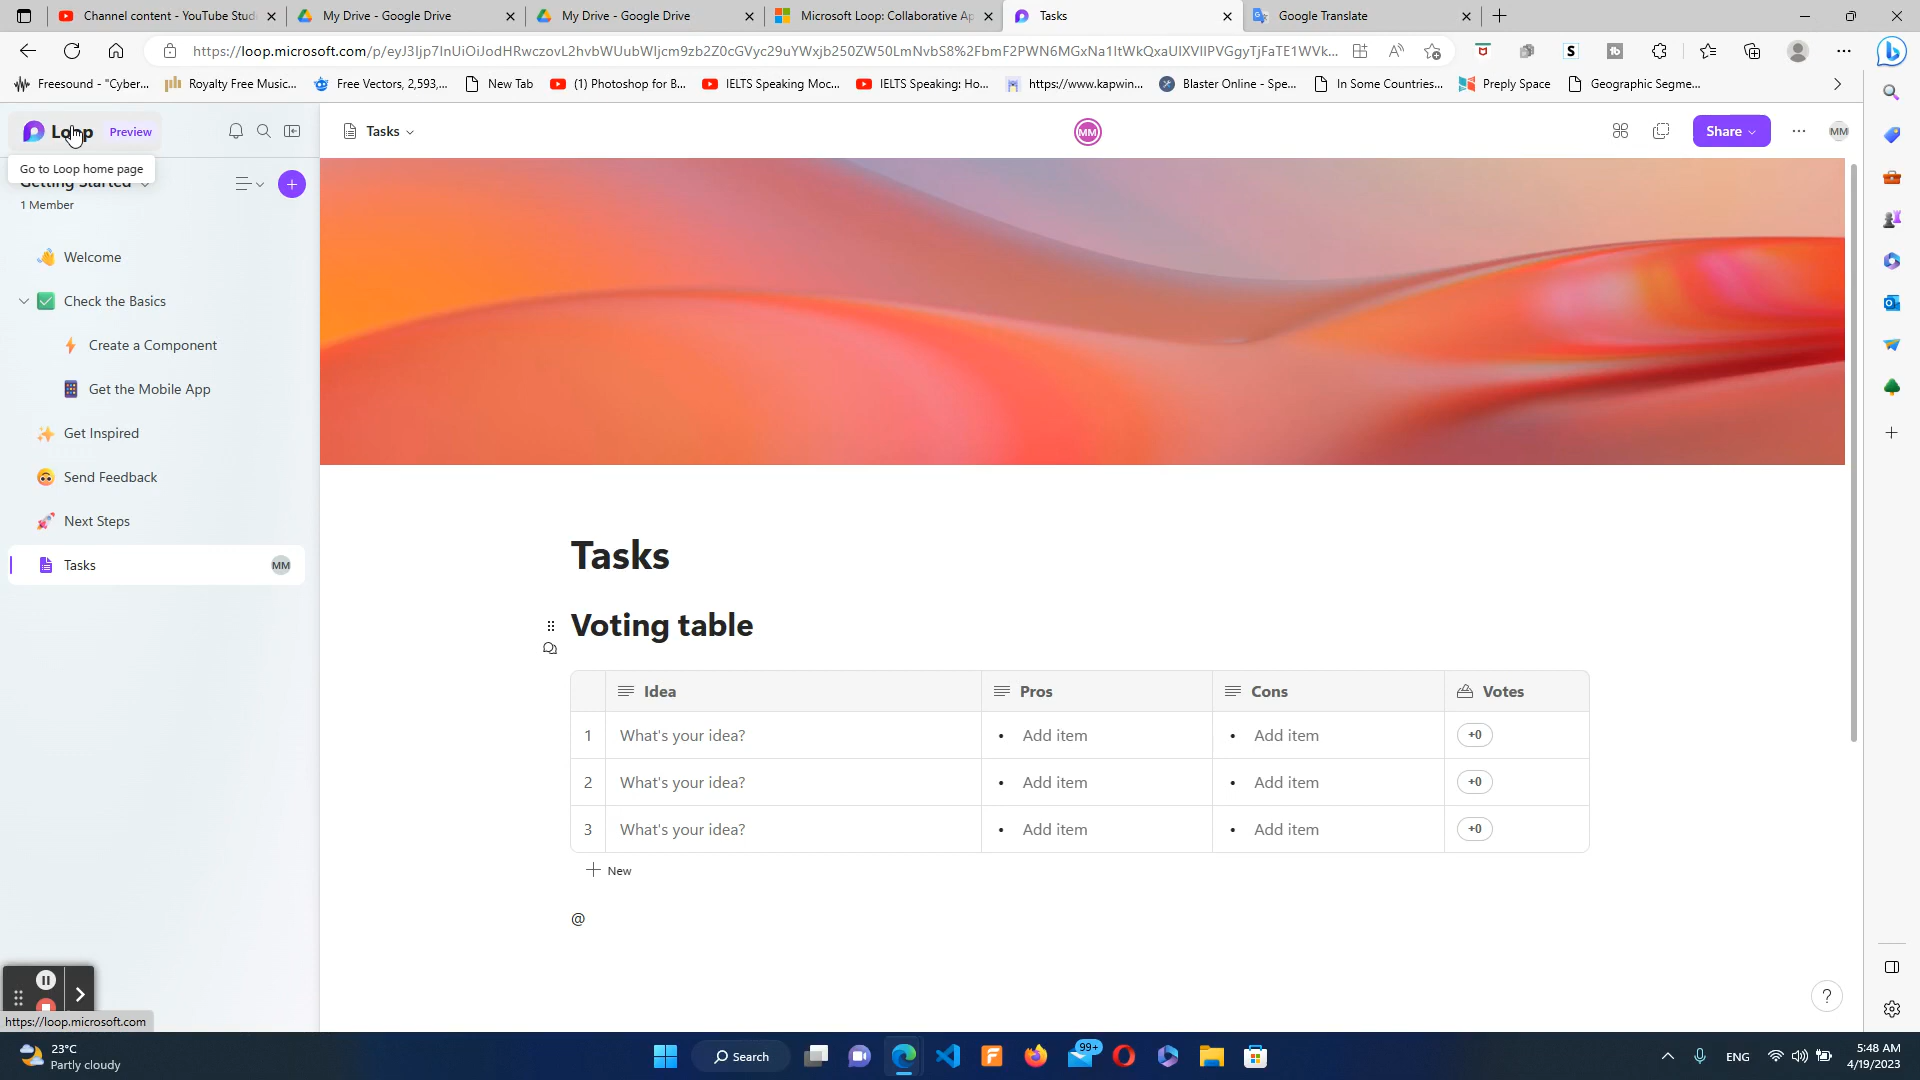 Channel content - YouTube Stud
My Drive - Google Drive
My Drive - Google Drive
Microsoft Loop: Collaborative Ap
Tasks
Google Translate
Freesound - "Cyber...
Royalty Free Music...
Free Vectors, 2,593,...
New Tab
(1) Photoshop for B...
IELTS Speaking Moc...
IELTS Speaking: Ho...
https://www.kapwin...
Blaster Online - Spe...
In Some Countries...
Preply Space
Geographic Segme...
Loop Preview
Tasks
MM
Share
MM
Go to Loop home page
Getting Started
1 Member
Welcome
Check the Basics
Create a Component
Get the Mobile App
Get Inspired
Send Feedback
Next Steps
Tasks
MM
Tasks
Voting table
Idea Pros Cons Votes
1 What's your idea? • Add item • Add item +0
2 What's your idea? • Add item • Add item +0
3 What's your idea? • Add item • Add item +0
New
@
?
https://loop.microsoft.com
23°C
Partly cloudy
Search
99+
ENG
5:48 AM
4/19/2023